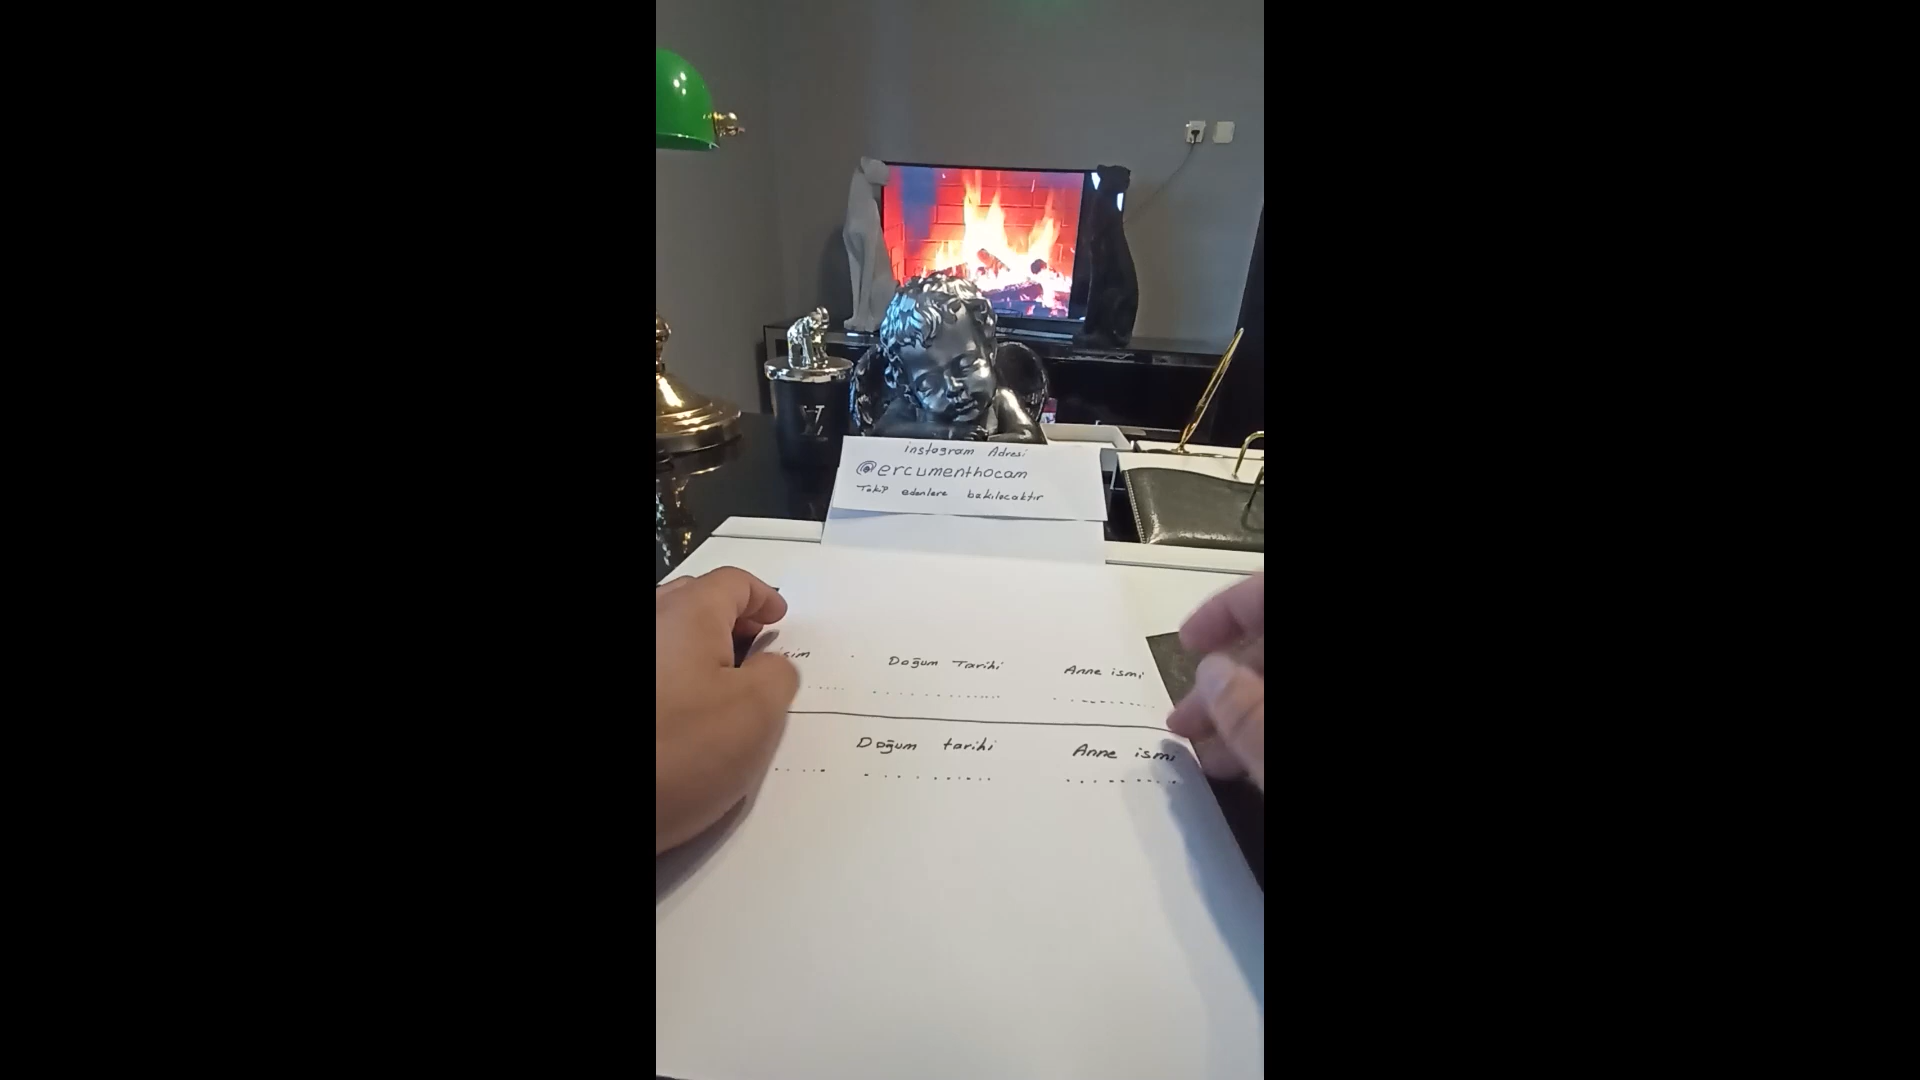 instagram Adresi
@ercumenthocam
Takip edenlere bakılacaktır
isim Doğum Tarihi Anne ismi
Doğum tarihi Anne ismi